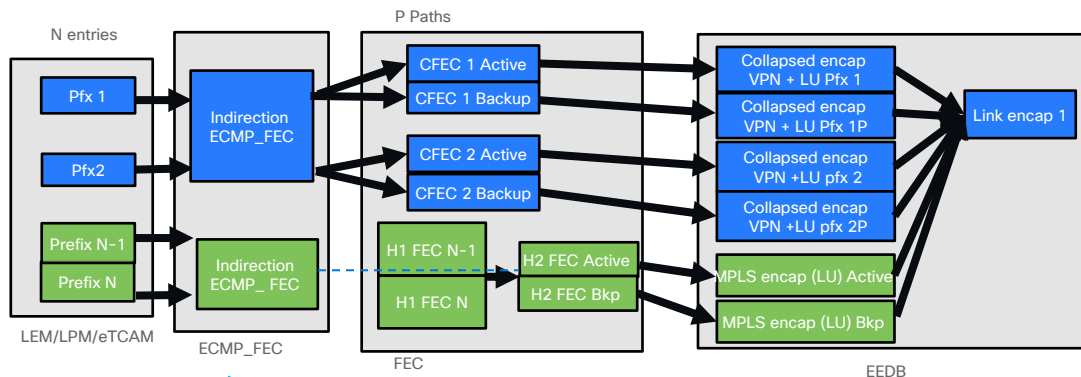 P Paths
N entries
Pfx 1
Pfx2
Prefix N-1
Prefix N
LEM/LPM/eTCAM
Indirection
ECMP_FEC
Indirection
ECMP_ FEC
ECMP_FEC
CFEC 1 Active
CFEC 1 Backup
CFEC 2 Active
CFEC 2 Backup
H1 FEC N-1
H1 FEC N
H2 FEC Active
H2 FEC Bkp
FEC
Collapsed encap
VPN + LU Pfx 1
Collapsed encap
VPN + LU Pfx 1P
Collapsed encap
VPN +LU pfx 2
Collapsed encap
VPN +LU pfx 2P
MPLS encap (LU) Active
MPLS encap (LU) Bkp
Link encap 1
EEDB